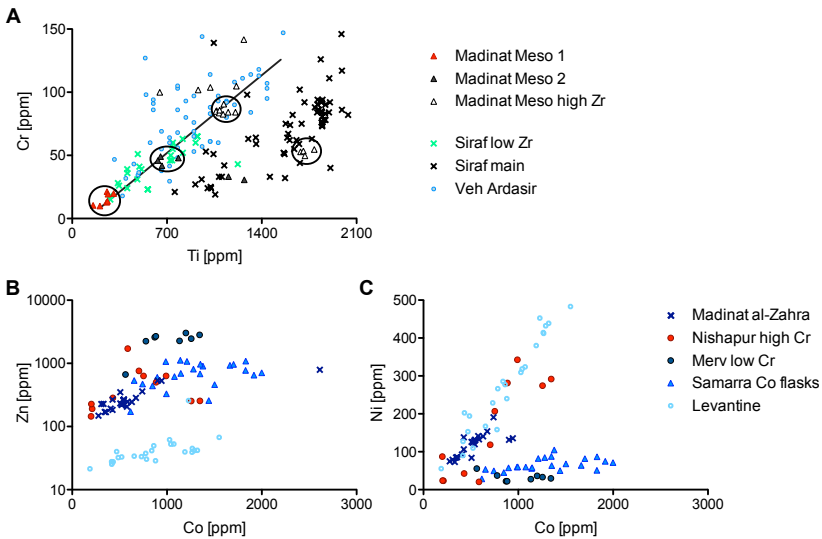 A
Cr [ppm]
150
100
50
0
0 700 1400 2100
Ti [ppm]
Madinat Meso 1
Madinat Meso 2
Madinat Meso high Zr
Siraf low Zr
Siraf main
Veh Ardasir
B
Zn [ppm]
10000
1000
100
10
0 1000 2000 3000
Co [ppm]
C
Ni [ppm]
500
400
300
200
100
0
0 1000 2000 3000
Co [ppm]
Madinat al-Zahra
Nishapur high Cr
Merv low Cr
Samarra Co flasks
Levantine